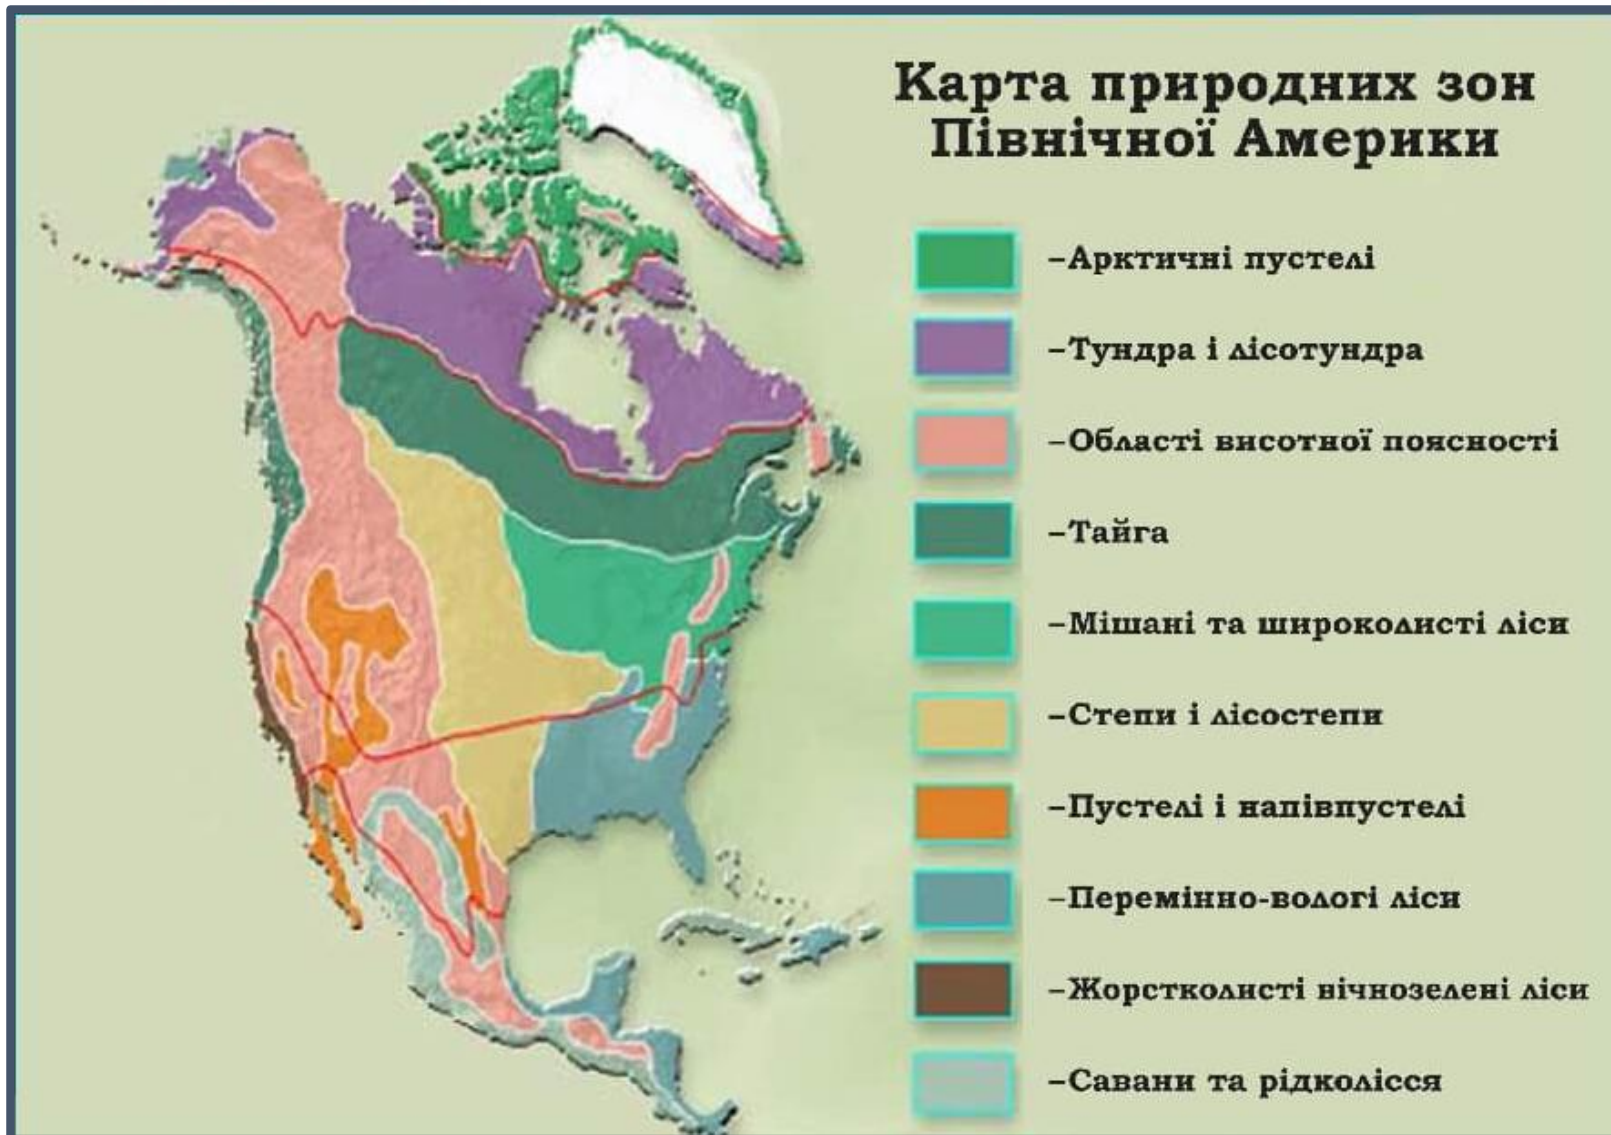 Карта природних зон
Північної Америки
–Арктичні пустелі
–Тундра і лісотундра
–Області висотної поясності
–Тайга
–Мішані та широколисті ліси
–Степи і лісостепи
–Пустелі і напівпустелі
–Перемінно-вологі ліси
–Жорстколисті вічнозелені ліси
–Савани та рідколісся